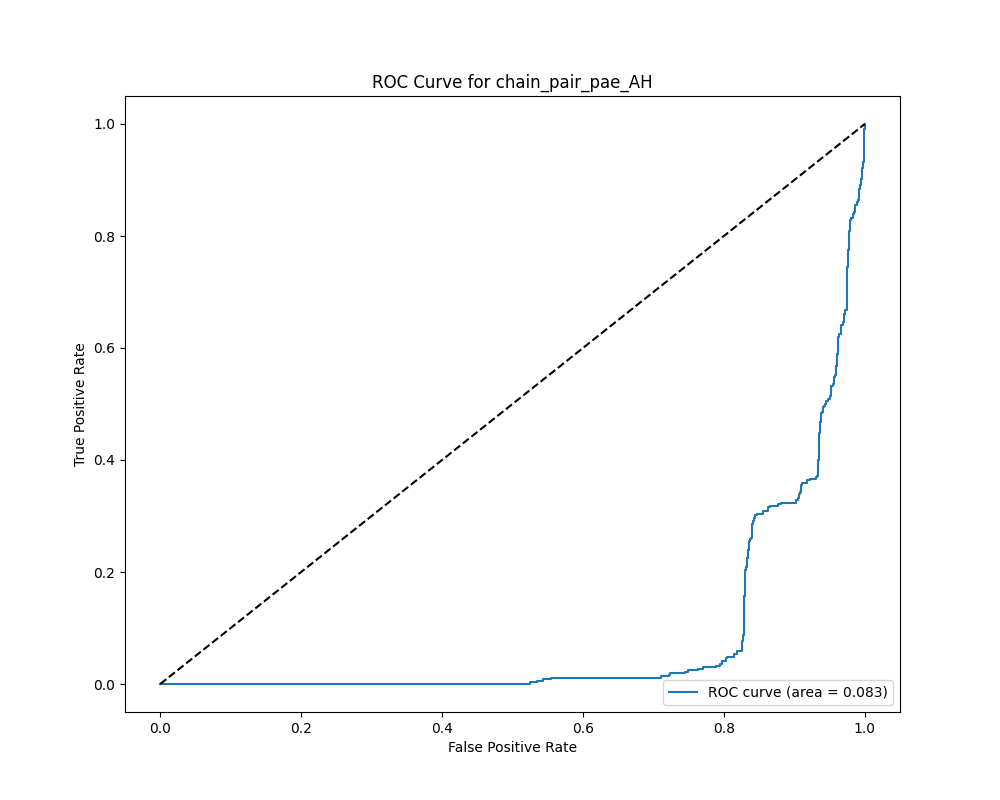 ROC Curve for chain_pair_pae_AH
True Positive Rate
1.0
0.8
0.6
0.4
0.2
0.0
0.0 0.2 0.4 0.6 0.8 1.0
False Positive Rate
ROC curve (area = 0.083)